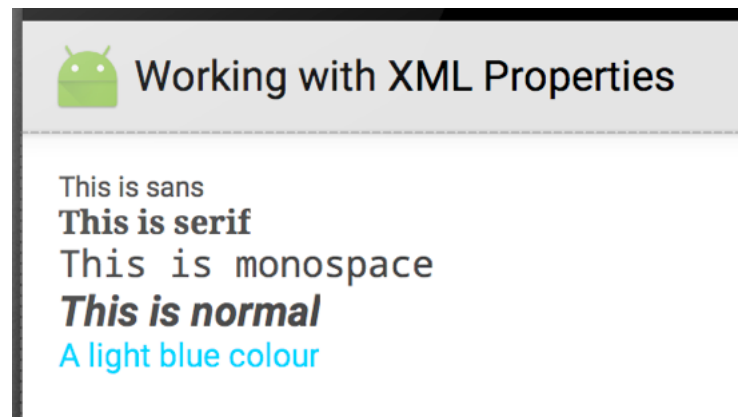 Working with XML Properties
This is sans
This is serif
This is monospace
This is normal
A light blue colour